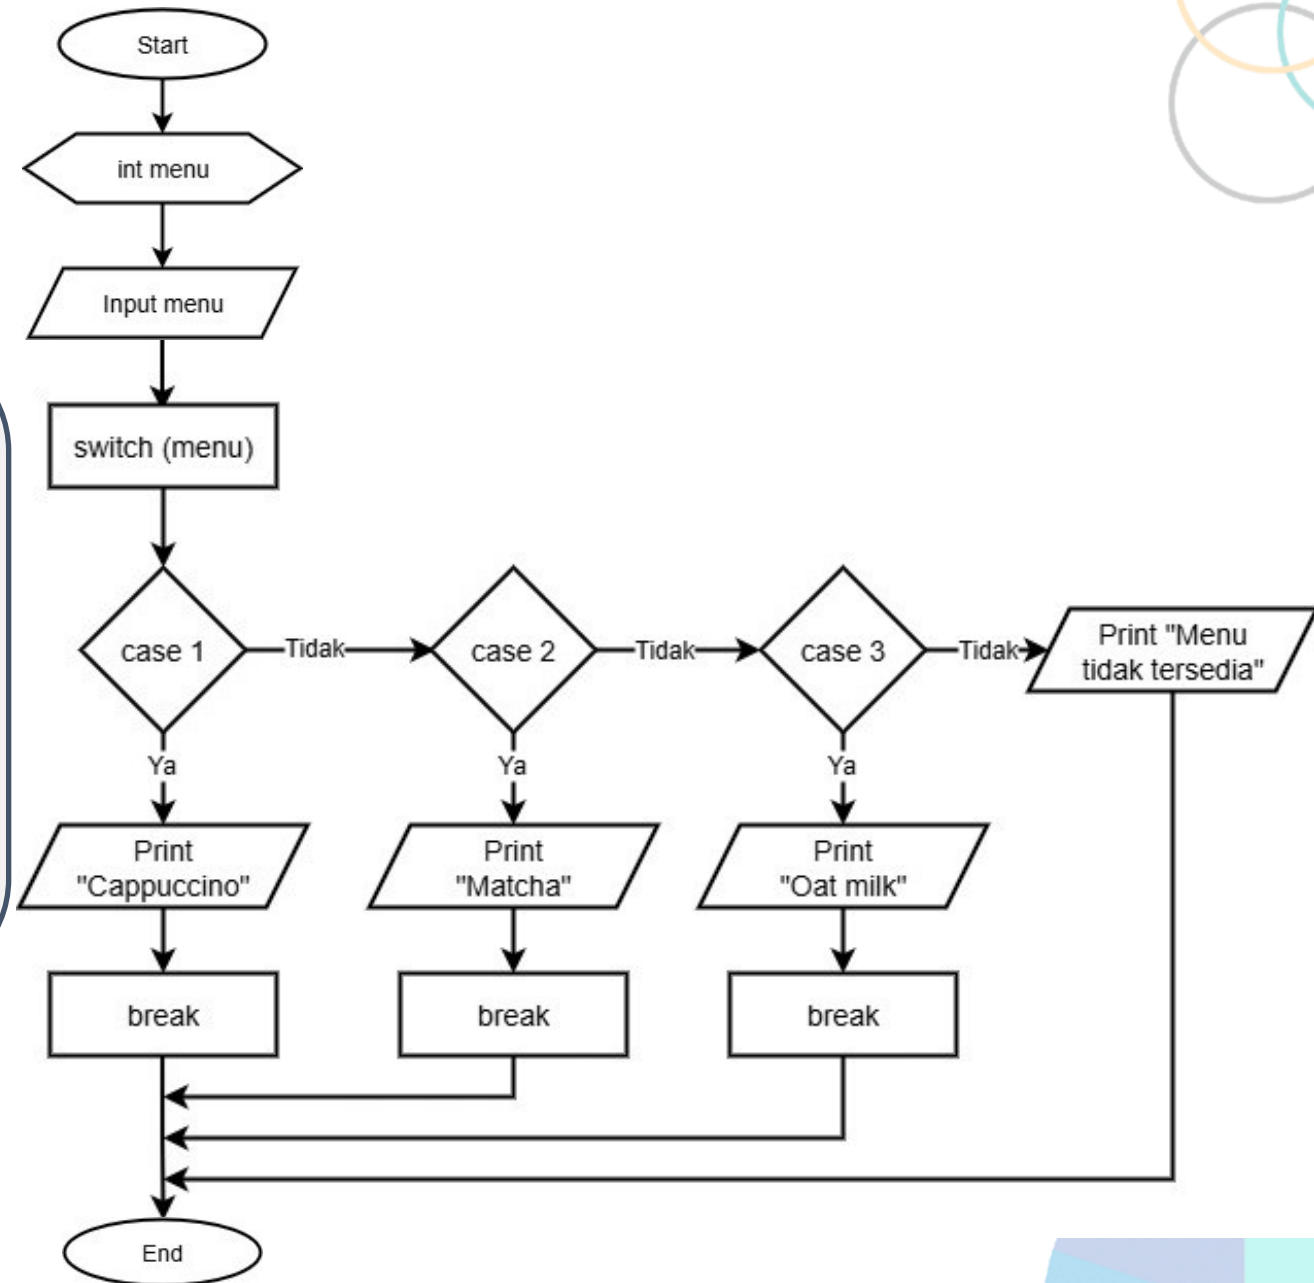 Start
int menu
Input menu
switch (menu)
case 1
Tidak
case 2
Tidak
case 3
Tidak
Print "Menu
tidak tersedia"
Ya
Ya
Ya
Print
"Cappuccino"
Print
"Matcha"
Print
"Oat milk"
break
break
break
End